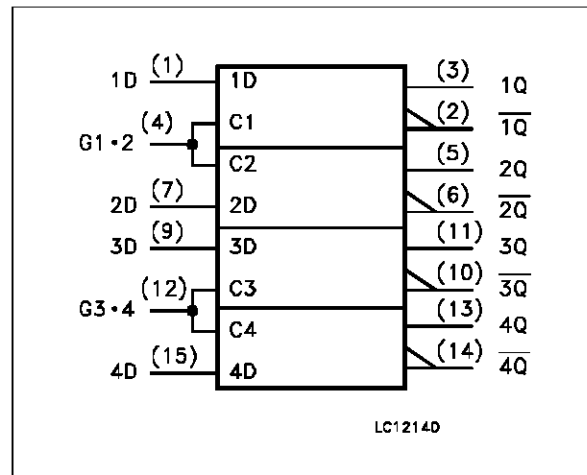 1D (1) 1D (3) 1Q
(4) C1 (2) 1Q
G1•2
C2 (5) 2Q
2D (7) 2D (6) 2Q
3D (9) 3D (11) 3Q
(12) C3 (10) 3Q
G3•4
C4 (13) 4Q
4D (15) 4D (14) 4Q
LC12140